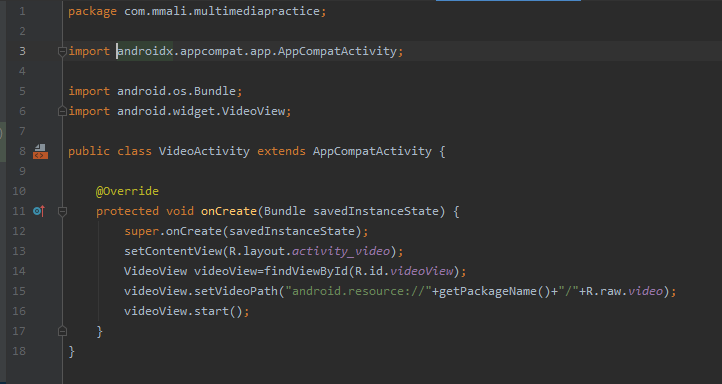 1 package com.mmali.multimediapractice;
2
3 import androidx.appcompat.app.AppCompatActivity;
4
5 import android.os.Bundle;
6 import android.widget.VideoView;
7
8 public class VideoActivity extends AppCompatActivity {
9
10 @Override
11 protected void onCreate(Bundle savedInstanceState) {
12 super.onCreate(savedInstanceState);
13 setContentView(R.layout.activity_video);
14 VideoView videoView=findViewById(R.id.videoView);
15 videoView.setVideoPath("android.resource://"+getPackageName()+"/"+R.raw.video);
16 videoView.start();
17 }
18 }